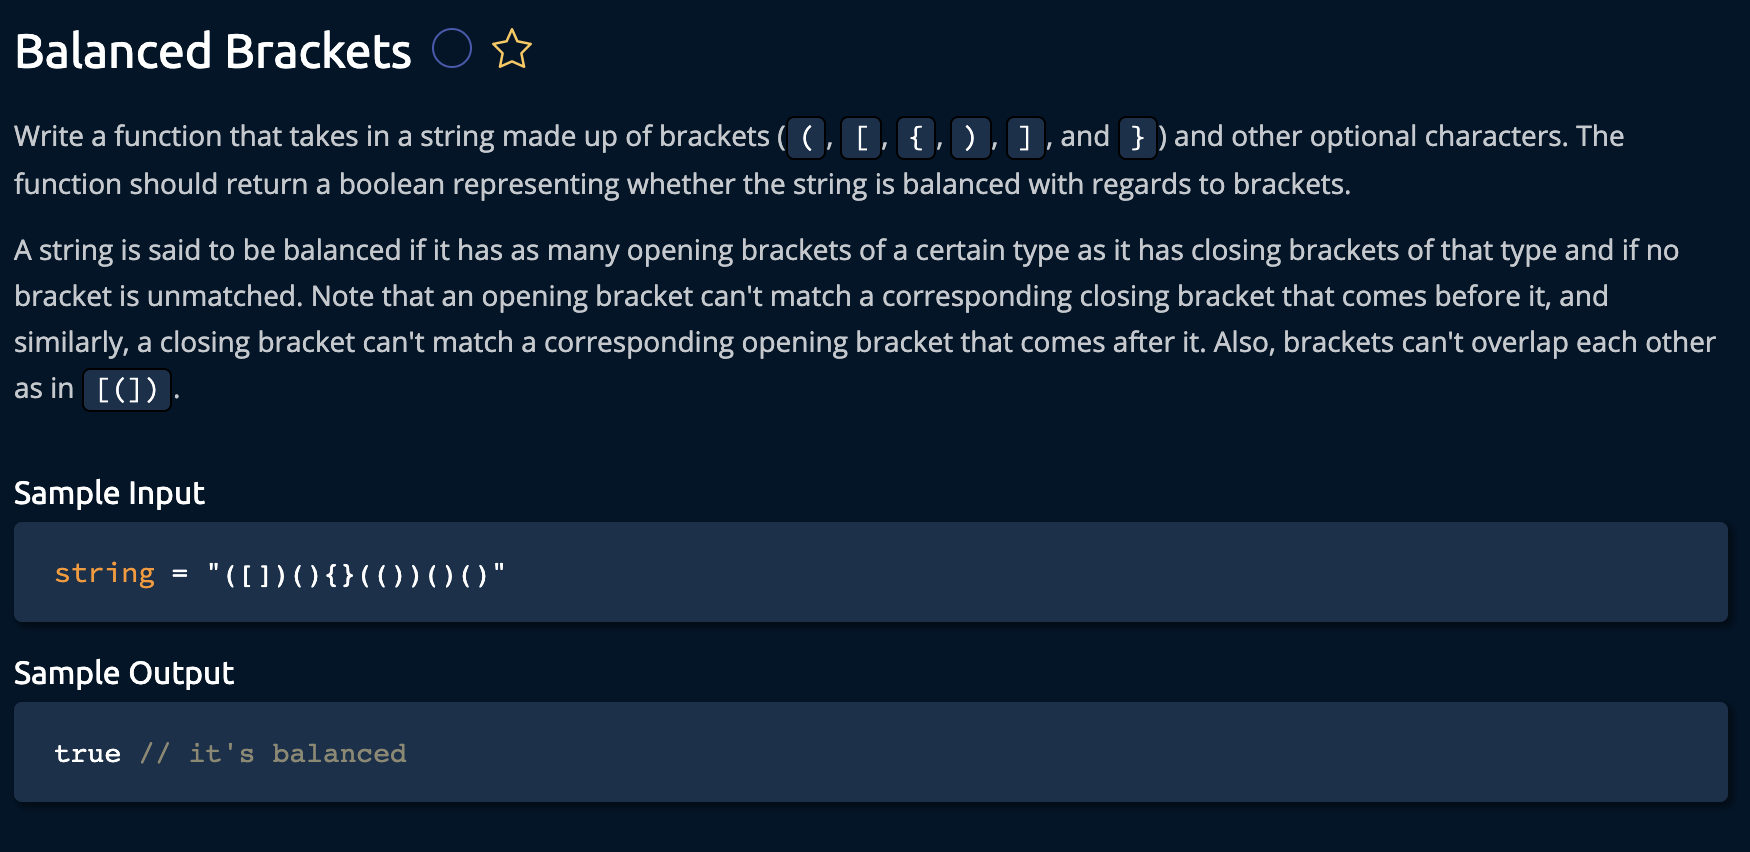 Balanced Brackets
Write a function that takes in a string made up of brackets ( ( , [ , { , ) , ] , and } ) and other optional characters. The
function should return a boolean representing whether the string is balanced with regards to brackets.
A string is said to be balanced if it has as many opening brackets of a certain type as it has closing brackets of that type and if no
bracket is unmatched. Note that an opening bracket can't match a corresponding closing bracket that comes before it, and
similarly, a closing bracket can't match a corresponding opening bracket that comes after it. Also, brackets can't overlap each other
as in [(]) .
Sample Input
string = "([])(){}(())()()"
Sample Output
true // it's balanced